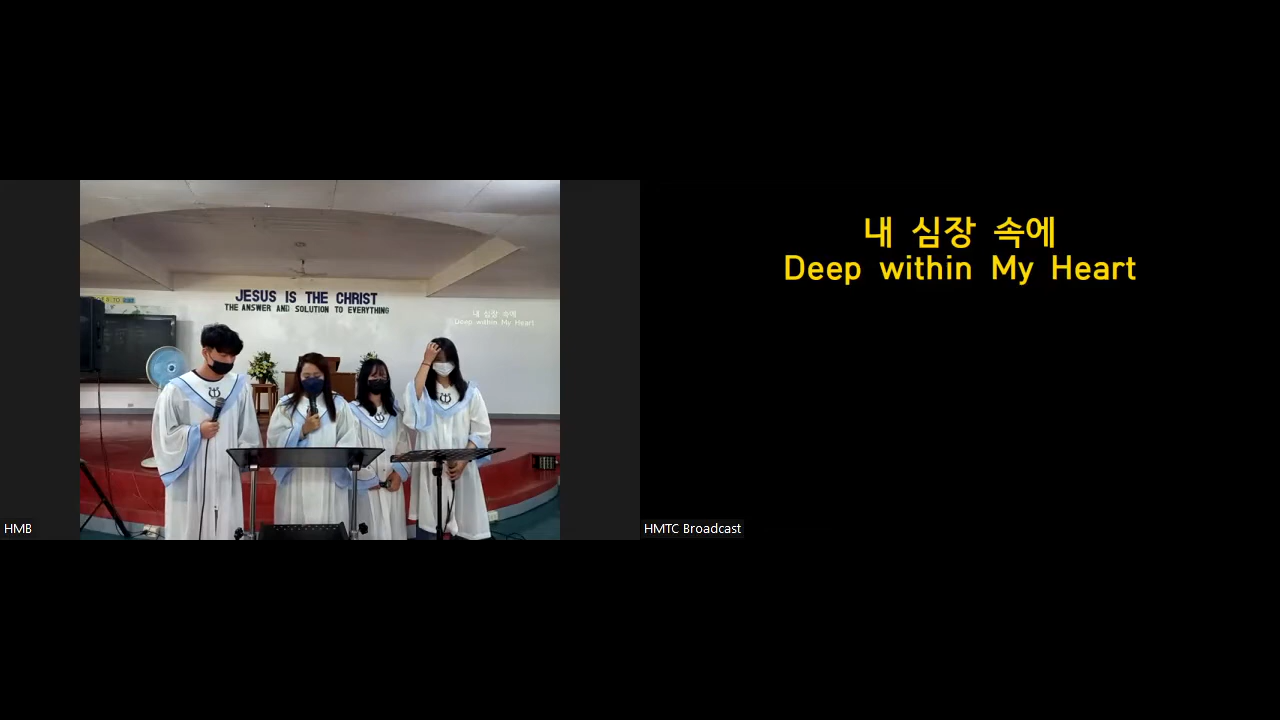 JESUS IS THE CHRIST
THE ANSWER AND SOLUTION TO EVERYTHING
내 심장 속에
Deep within My Heart
HMB
내 심장 속에
Deep within My Heart
HMTC Broadcast